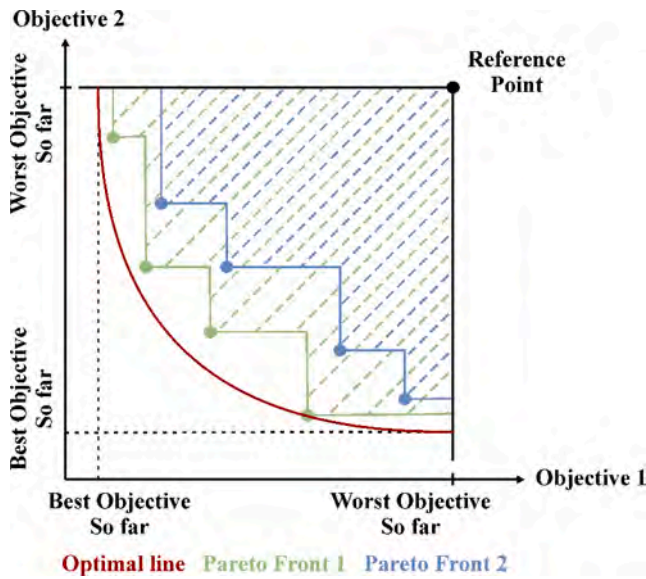 Objective 2
Reference
Point
Worst Objective
So far
Best Objective
So far
Objective 1
Best Objective
So far
Worst Objective
So far
Optimal line Pareto Front 1 Pareto Front 2